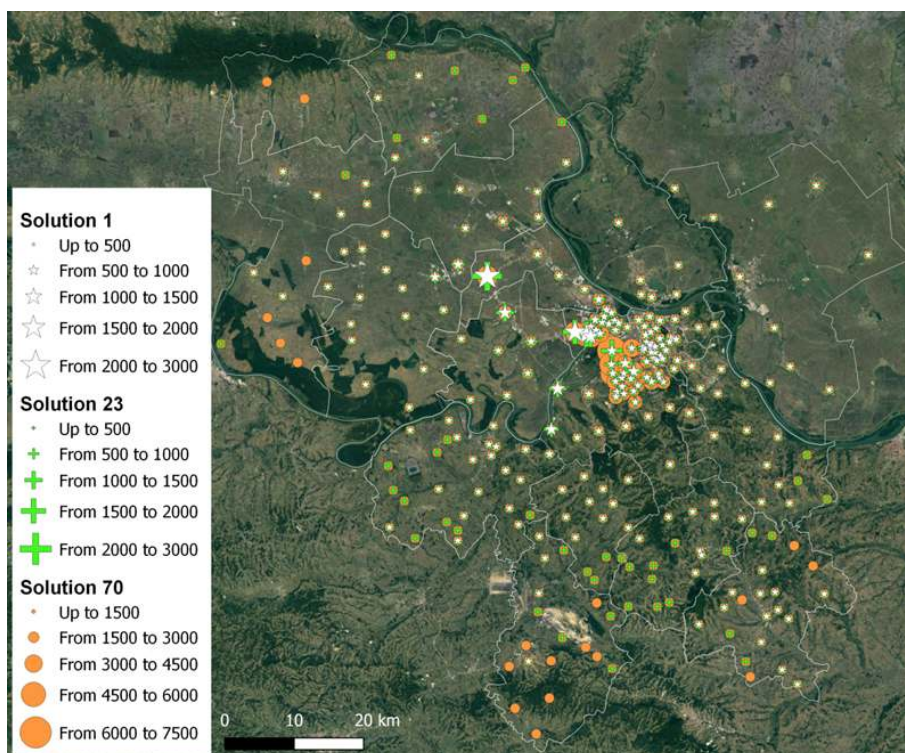 Solution 1
Up to 500
From 500 to 1000
From 1000 to 1500
From 1500 to 2000
From 2000 to 3000
Solution 23
Up to 500
From 500 to 1000
From 1000 to 1500
From 1500 to 2000
From 2000 to 3000
Solution 70
Up to 1500
From 1500 to 3000
From 3000 to 4500
From 4500 to 6000
From 6000 to 7500
0 10 20 km